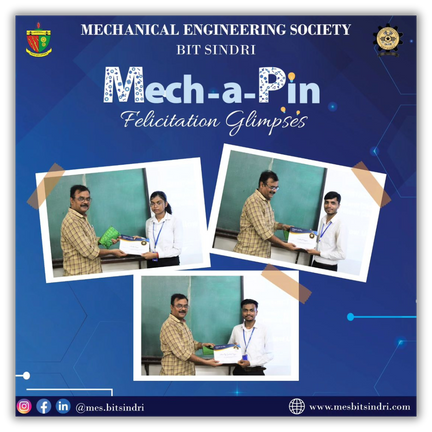 MECHANICAL ENGINEERING SOCIETY
BIT SINDRI
Mech-a-Pin
Felicitation Glimpses
@mes.bitsindri
www.mesbitsindri.com